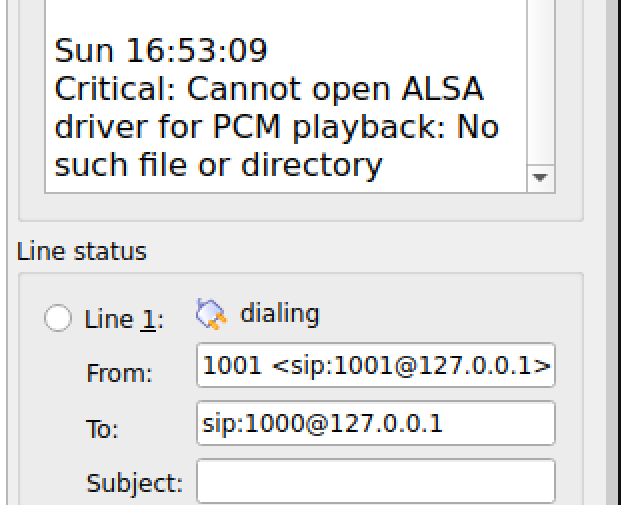 Sun 16:53:09
Critical: Cannot open ALSA
driver for PCM playback: No
such file or directory
Line status
Line 1: dialing
From: 1001 <sip:1001@127.0.0.1>
To: sip:1000@127.0.0.1
Subject: